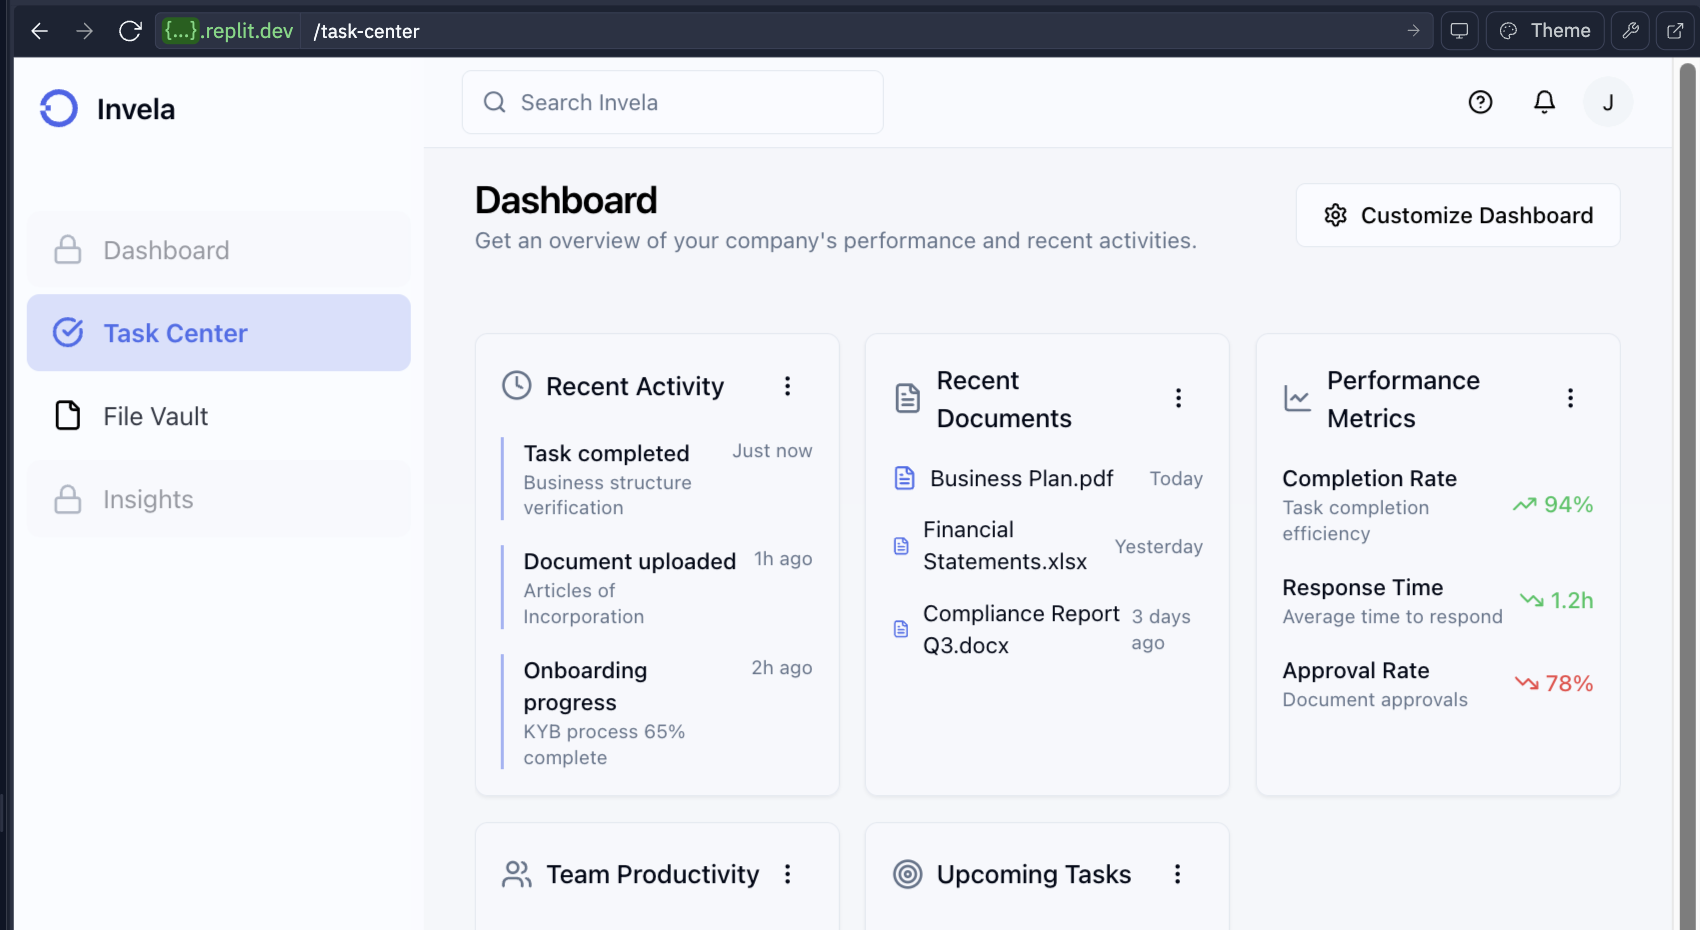 {...}.replit.dev /task-center
Theme
Invela
Search Invela
J
Dashboard
Task Center
File Vault
Insights
Dashboard
Get an overview of your company's performance and recent activities.
Customize Dashboard
Recent Activity
Task completed
Just now
Business structure
verification
Document uploaded
1h ago
Articles of
Incorporation
Onboarding
progress
2h ago
KYB process 65%
complete
Recent
Documents
Business Plan.pdf
Today
Financial
Statements.xlsx
Yesterday
Compliance Report
Q3.docx
3 days
ago
Performance
Metrics
Completion Rate
Task completion
efficiency
94%
Response Time
Average time to respond
1.2h
Approval Rate
Document approvals
78%
Team Productivity
Upcoming Tasks